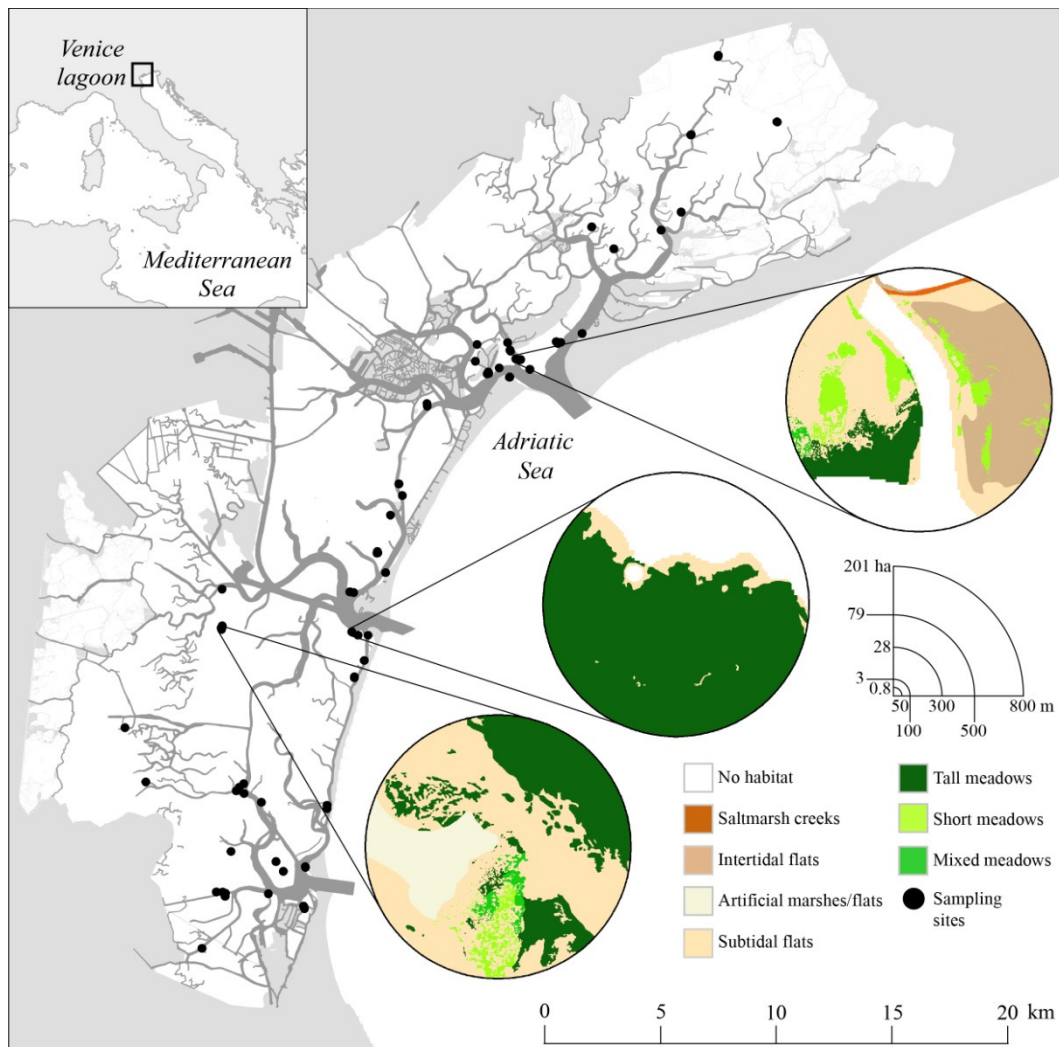 Venice
lagoon
Mediterranean
Sea
Adriatic
Sea
201 ha
79
28
3
0.8
50
300
800 m
100
500
No habitat
Saltmarsh creeks
Intertidal flats
Artificial marshes/flats
Subtidal flats
Tall meadows
Short meadows
Mixed meadows
Sampling
sites
0
5
10
15
20
km